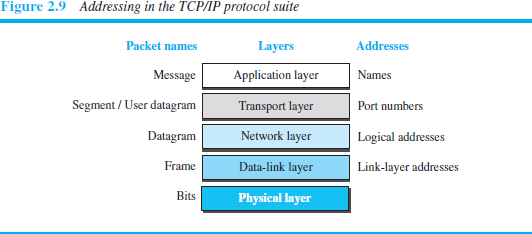 Figure 2.9 Addressing in the TCP/IP protocol suite
Packet names Layers Addresses
Message Application layer Names
Segment / User datagram Transport layer Port numbers
Datagram Network layer Logical addresses
Frame Data-link layer Link-layer addresses
Bits Physical layer